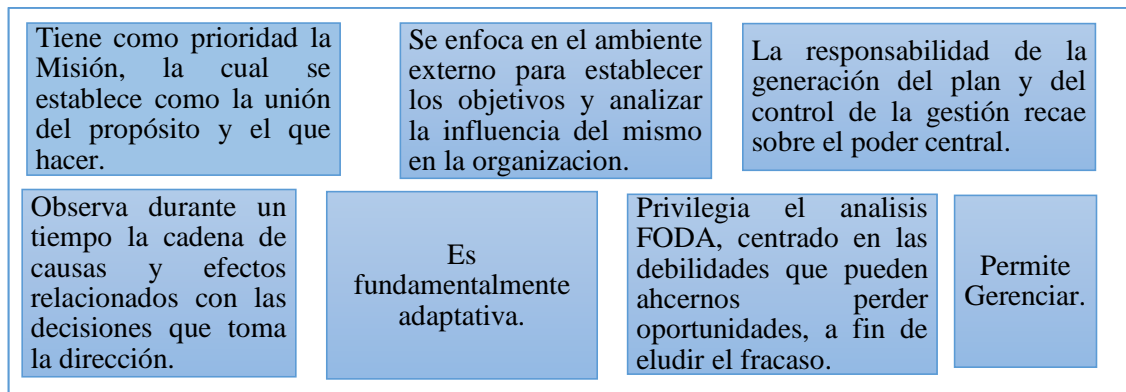 Tiene como prioridad la
Misión, la cual se
establece como la unión
del propósito y el que
hacer.
Se enfoca en el ambiente
externo para establecer
los objetivos y analizar
la influencia del mismo
en la organizacion.
La responsabilidad de la
generación del plan y del
control de la gestión recae
sobre el poder central.
Observa durante un
tiempo la cadena de
causas y efectos
relacionados con las
decisiones que toma
la dirección.
Es
fundamentalmente
adaptativa.
Privilegia el analisis
FODA, centrado en las
debilidades que pueden
ahcernos perder
oportunidades, a fin de
eludir el fracaso.
Permite
Gerenciar.